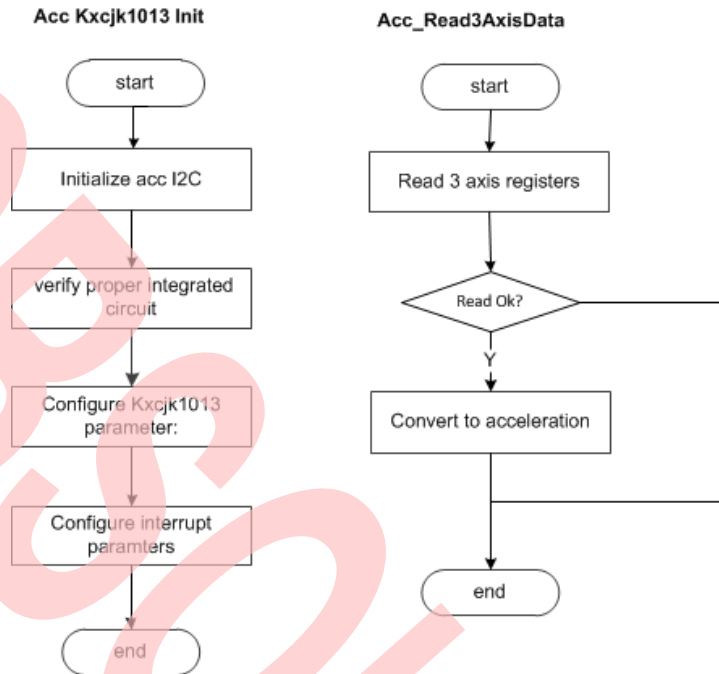 Acc Kxcjk1013 Init
start
Initialize acc I2C
verify proper integrated
circuit
Configure Kxcjk1013
parameter:
Configure interrupt
paramters
end
Acc_Read3AxisData
start
Read 3 axis registers
Read Ok?
Y
Convert to acceleration
end